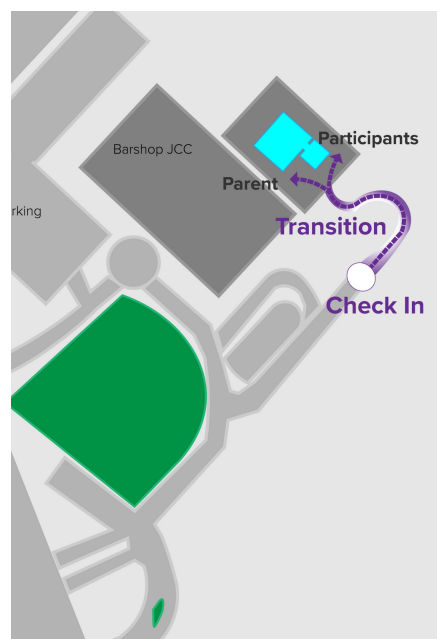 Barshop JCC
Participants
Parent
rking
Transition
Check In